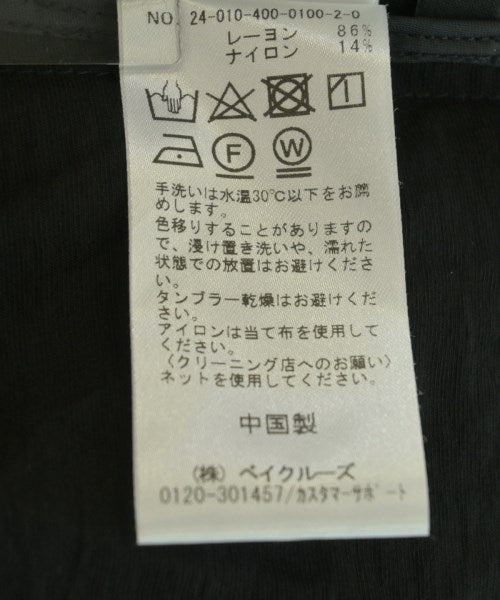 NO. 24-010-400-0100-2-0
レーヨン 86%
ナイロン 14%
F W
手洗いは水温30℃以下をお薦
めします。
色移りすることがありますの
で、浸け置き洗いや、濡れた
状態での放置はお避けくださ
い。
タンブラー乾燥はお避けくだ
さい。
アイロンは当て布を使用して
ください。
〈クリーニング店へのお願い〉
ネットを使用してください。
中国製
(株) ベイクルーズ
0120-301457/ｶｽﾀﾏｰｻﾎﾟｰﾄ